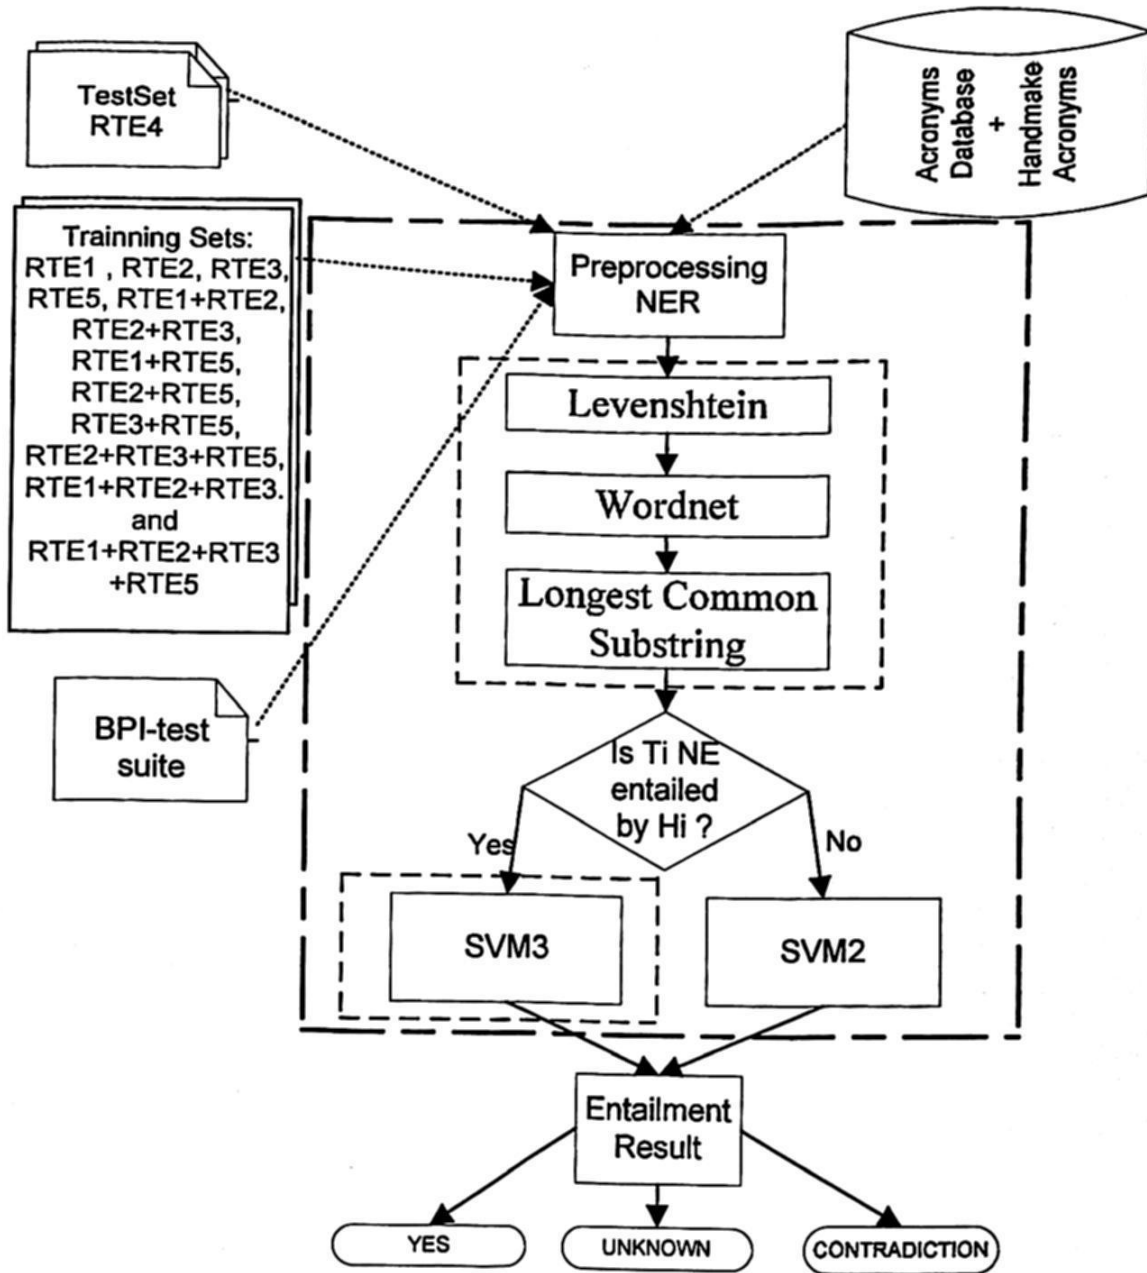 TestSet
RTE4
Acronyms
Database
+
Handmake
Acronyms
Trainning Sets:
RTE1 , RTE2, RTE3,
RTE5, RTE1+RTE2,
RTE2+RTE3,
RTE1+RTE5,
RTE2+RTE5,
RTE3+RTE5,
RTE2+RTE3+RTE5,
RTE1+RTE2+RTE3.
and
RTE1+RTE2+RTE3
+RTE5
BPI-test
suite
Preprocessing
NER
Levenshtein
Wordnet
Longest Common
Substring
Is Ti NE
entailed
by Hi ?
Yes
No
SVM3
SVM2
Entailment
Result
YES
UNKNOWN
CONTRADICTION